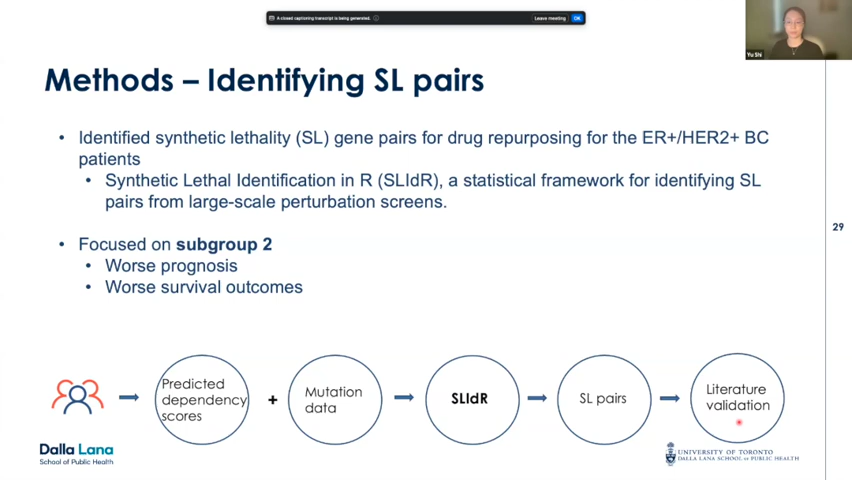 A closed captioning transcript is being generated.
Leave meeting
OK
Yu Shi
Methods – Identifying SL pairs
• Identified synthetic lethality (SL) gene pairs for drug repurposing for the ER+/HER2+ BC
patients
• Synthetic Lethal Identification in R (SLIdR), a statistical framework for identifying SL
pairs from large-scale perturbation screens.
29
• Focused on subgroup 2
• Worse prognosis
• Worse survival outcomes
Predicted
dependency
scores
+
Mutation
data
SLIdR
SL pairs
Literature
validation
Dalla Lana
School of Public Health
UNIVERSITY OF TORONTO
DALLA LANA SCHOOL OF PUBLIC HEALTH